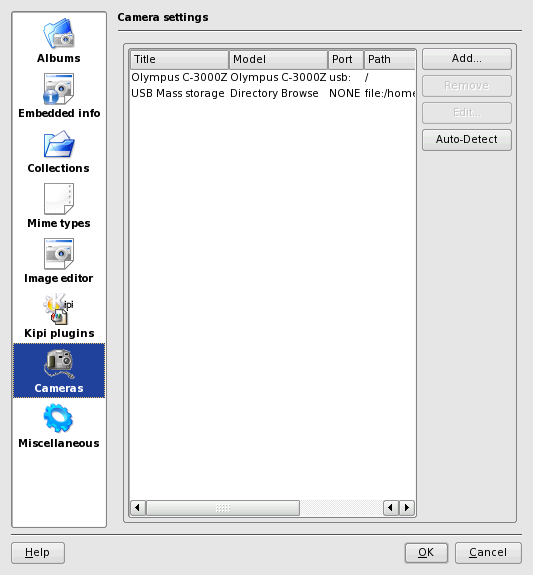 Camera settings
Albums
Embedded info
Collections
Mime types
Image editor
Kipi
Kipi plugins
Cameras
Miscellaneous
Title Model Port Path
Olympus C-3000Z Olympus C-3000Z usb: /
USB Mass storage Directory Browse NONE file:/home
Add...
Remove
Edit...
Auto-Detect
Help OK Cancel